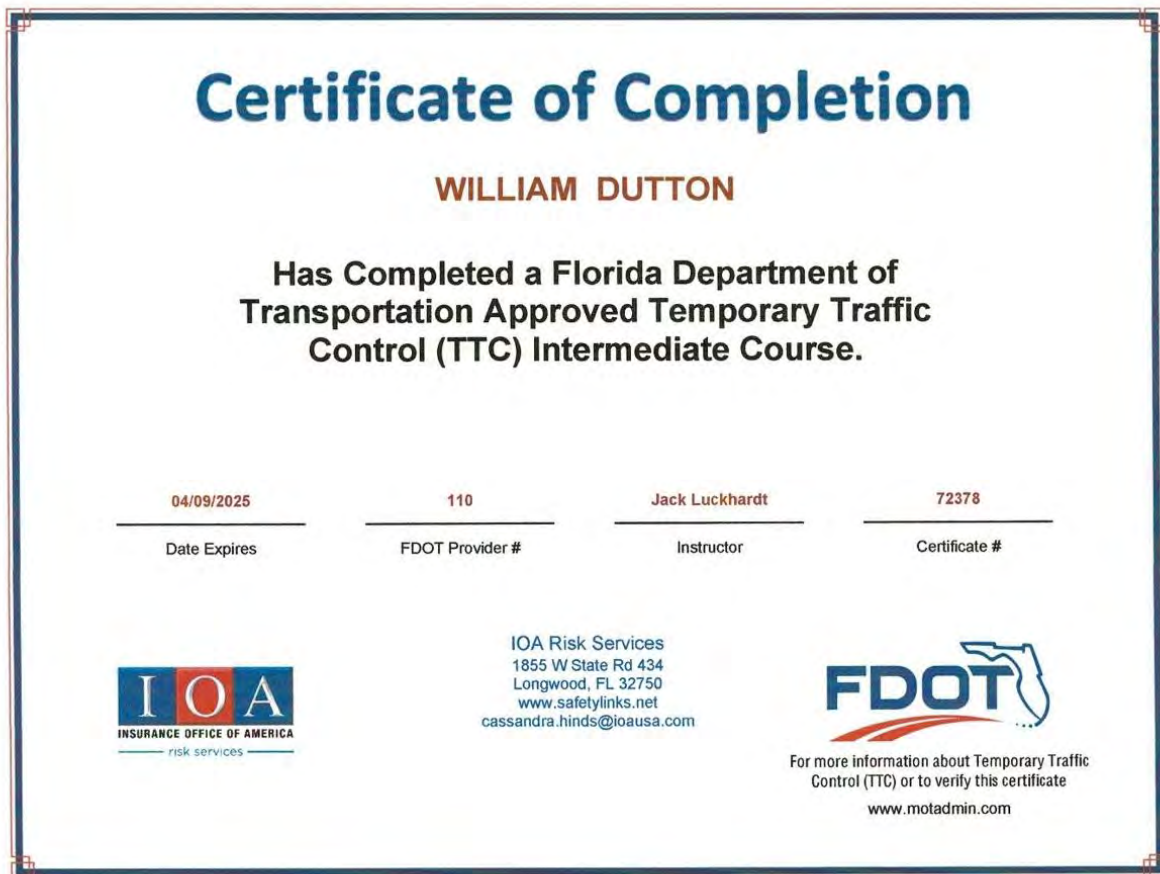 Certificate of Completion
WILLIAM DUTTON
Has Completed a Florida Department of
Transportation Approved Temporary Traffic
Control (TTC) Intermediate Course.
04/09/2025
Date Expires
110
FDOT Provider #
Jack Luckhardt
Instructor
72378
Certificate #
IOA
INSURANCE OFFICE OF AMERICA
risk services
IOA Risk Services
1855 W State Rd 434
Longwood, FL 32750
www.safetylinks.net
cassandra.hinds@ioausa.com
FDOT
For more information about Temporary Traffic
Control (TTC) or to verify this certificate
www.motadmin.com